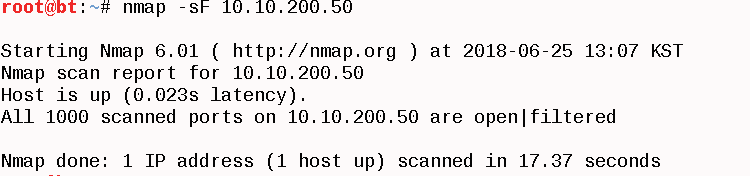 root@bt:~# nmap -sF 10.10.200.50
Starting Nmap 6.01 ( http://nmap.org ) at 2018-06-25 13:07 KST
Nmap scan report for 10.10.200.50
Host is up (0.023s latency).
All 1000 scanned ports on 10.10.200.50 are open|filtered
Nmap done: 1 IP address (1 host up) scanned in 17.37 seconds